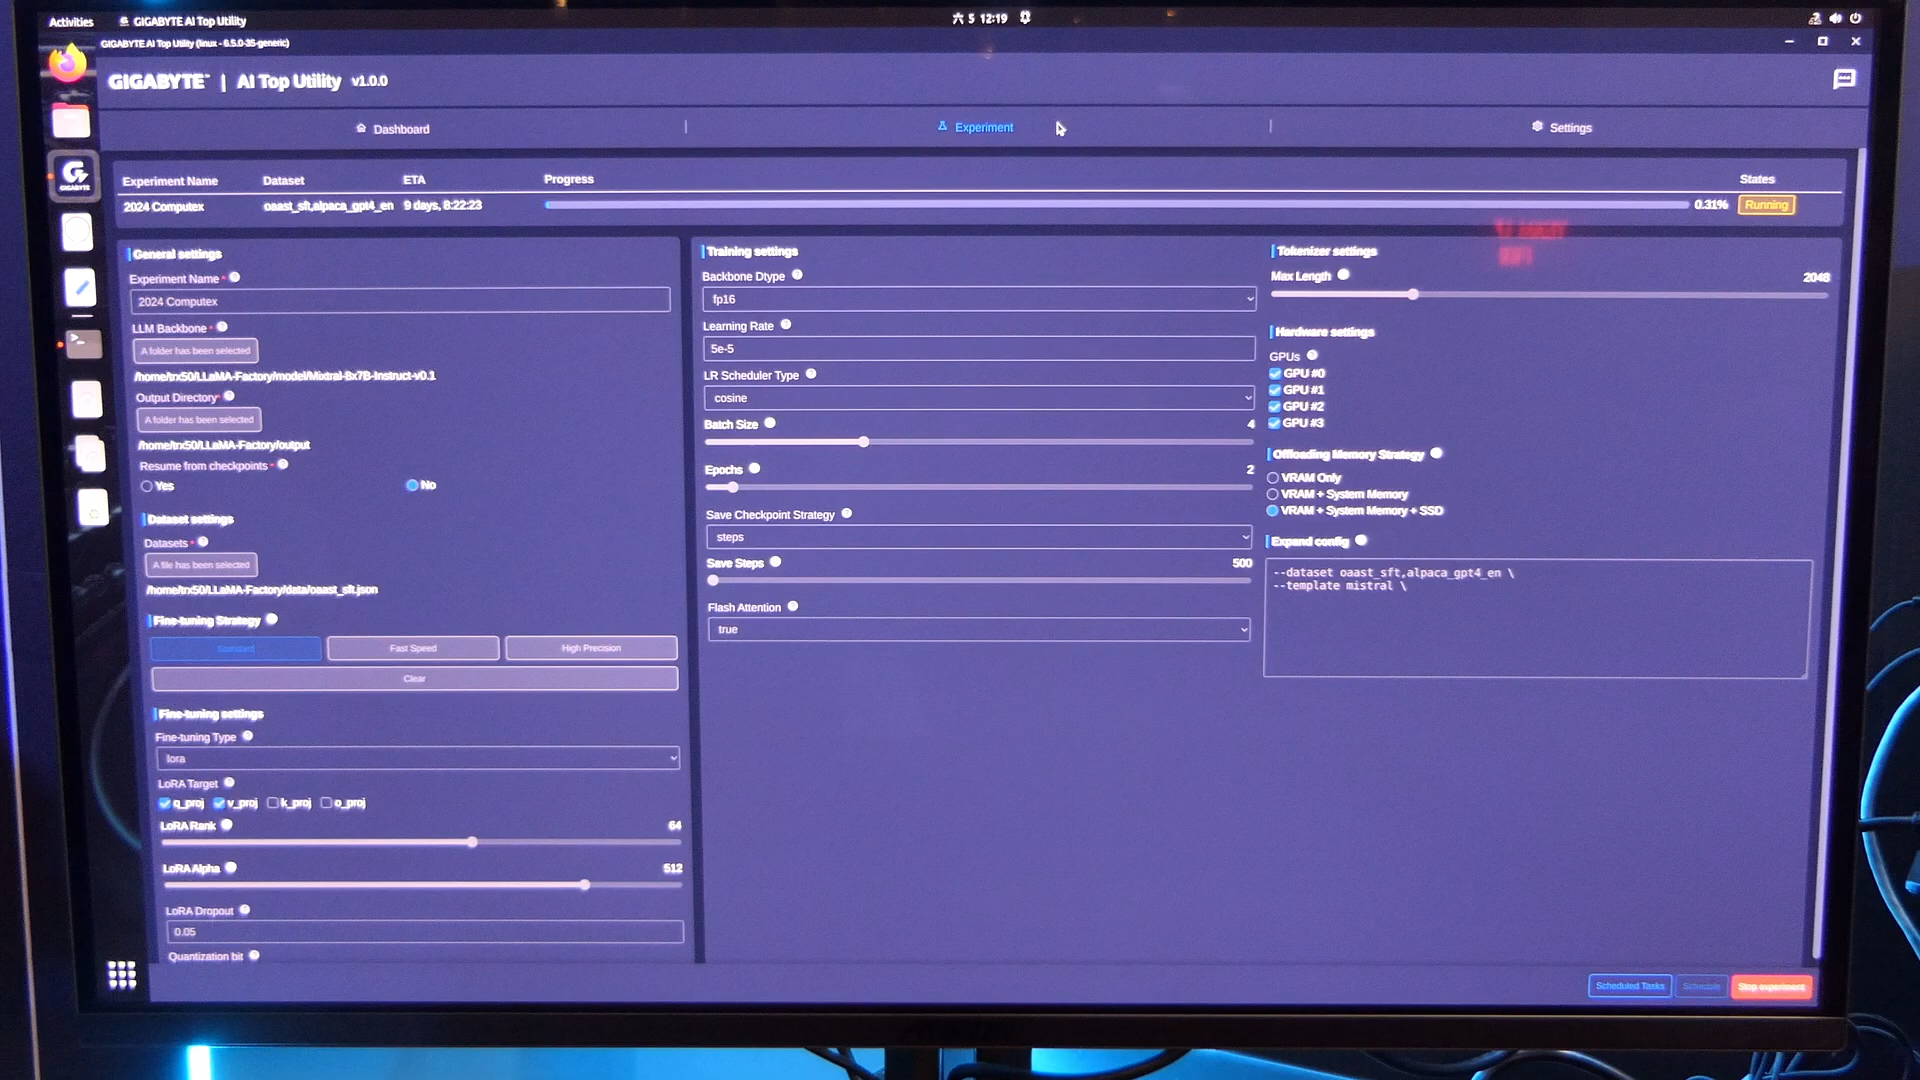 Activities
GIGABYTE AI Top Utility
六 5 12:19
GIGABYTE AI Top Utility (linux - 6.5.0-35-generic)
GIGABYTE™ | AI Top Utility v1.0.0
Dashboard
Experiment
Settings
GIGABYTE
Experiment Name Dataset ETA Progress States
2024 Computex oaast_sft,alpaca_gpt4_en 9 days, 8:22:23 0.31% Running
General settings
Experiment Name *
2024 Computex
LLM Backbone *
A folder has been selected
/home/trx50/LLaMA-Factory/model/Mixtral-8x7B-Instruct-v0.1
Output Directory *
A folder has been selected
/home/trx50/LLaMA-Factory/output
Resume from checkpoints *
Yes No
Dataset settings
Datasets *
A file has been selected
/home/trx50/LLaMA-Factory/data/oaast_sft.json
Fine-tuning Strategy
Standard Fast Speed High Precision
Clear
Fine-tuning settings
Fine-tuning Type
lora
LoRA Target
q_proj v_proj k_proj o_proj
LoRA Rank 64
LoRA Alpha 512
LoRA Dropout
0.05
Quantization bit
Training settings
Backbone Dtype
fp16
Learning Rate
5e-5
LR Scheduler Type
cosine
Batch Size 4
Epochs 2
Save Checkpoint Strategy
steps
Save Steps 500
Flash Attention
true
Tokenizer settings
Max Length 2048
Hardware settings
GPUs
GPU #0
GPU #1
GPU #2
GPU #3
Offloading Memory Strategy
VRAM Only
VRAM + System Memory
VRAM + System Memory + SSD
Expand config
--dataset oaast_sft,alpaca_gpt4_en \
--template mistral \
Scheduled Tasks Schedule Stop experiment